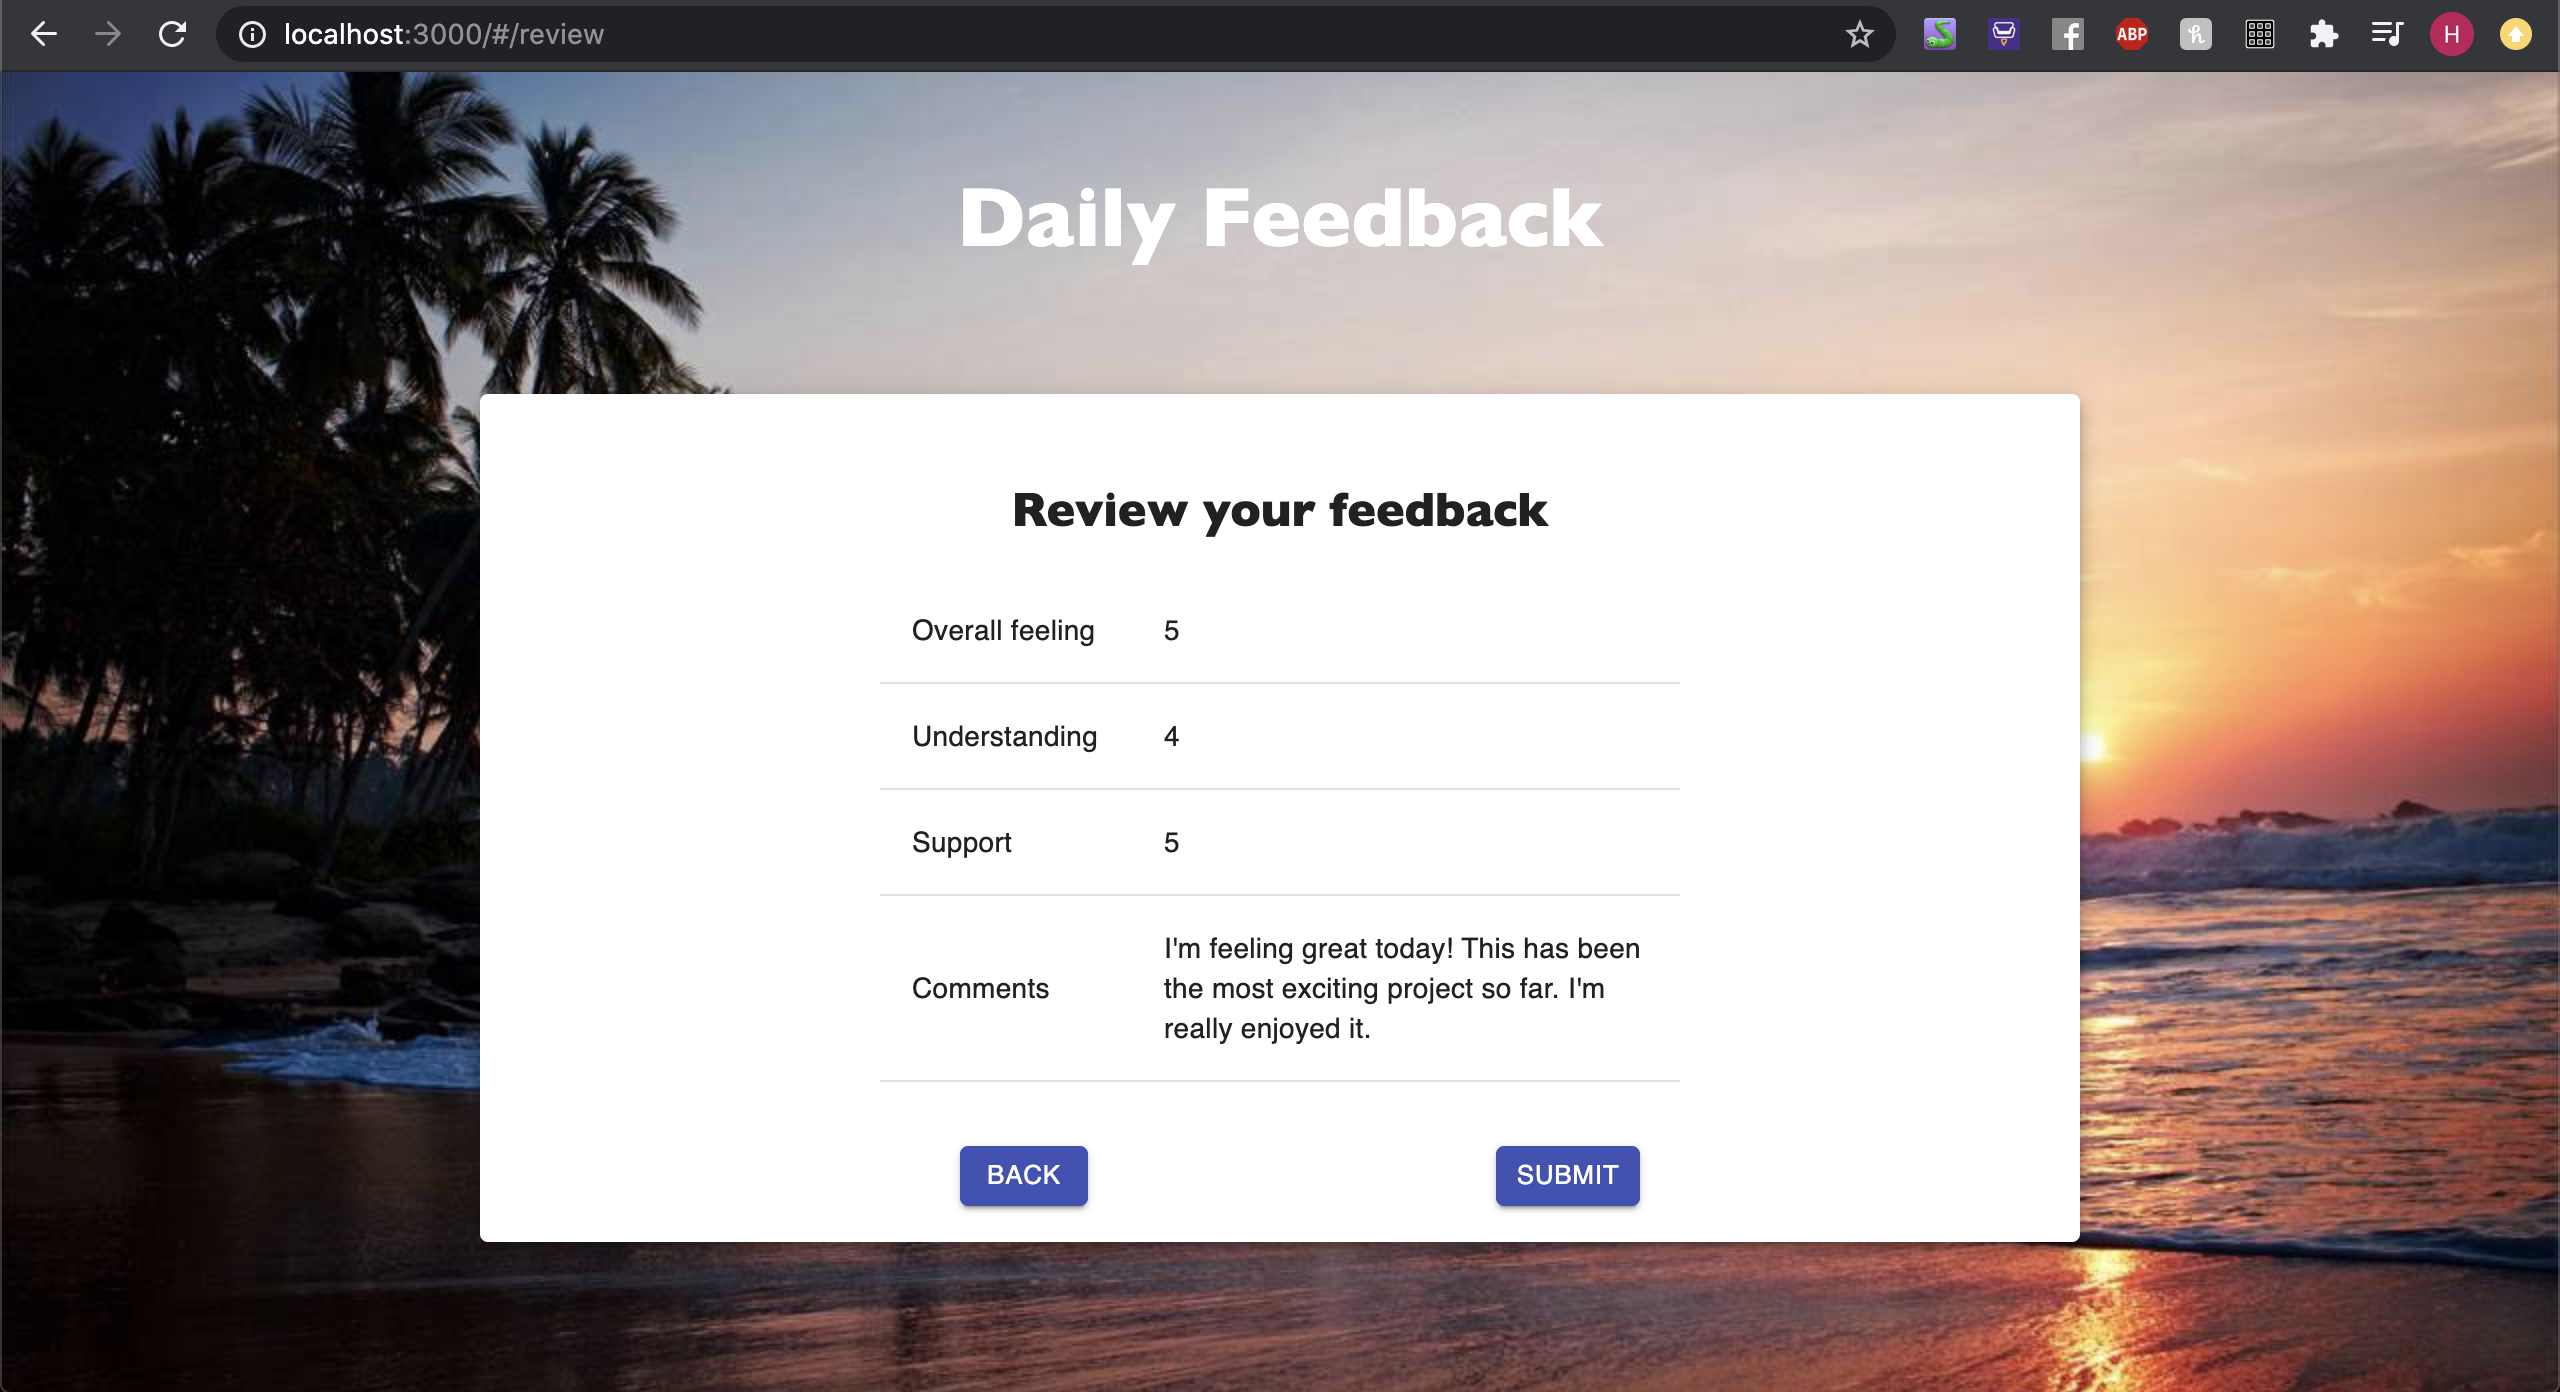 localhost:3000/#/review
ABP
H
Daily Feedback
Review your feedback
Overall feeling 5
Understanding 4
Support 5
Comments I'm feeling great today! This has been
the most exciting project so far. I'm
really enjoyed it.
BACK SUBMIT